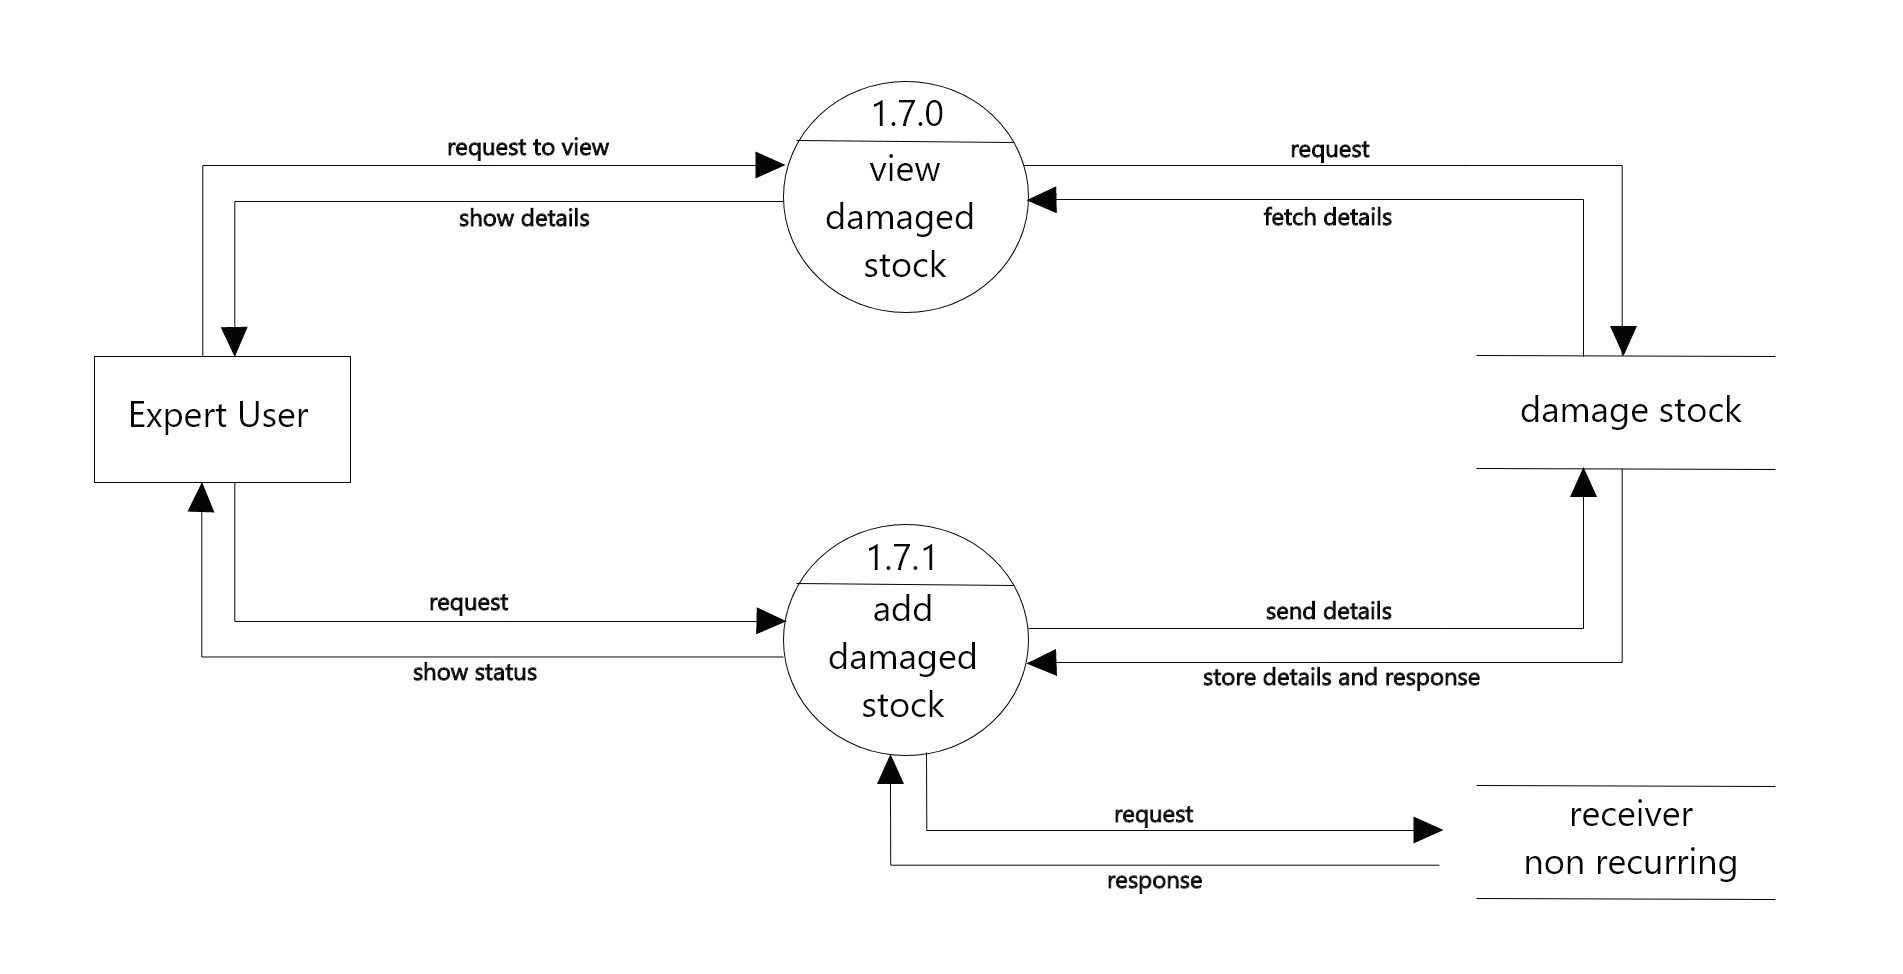 1.7.0
view
damaged
stock
request to view
show details
request
fetch details
Expert User
damage stock
1.7.1
add
damaged
stock
request
show status
send details
store details and response
request
response
receiver
non recurring